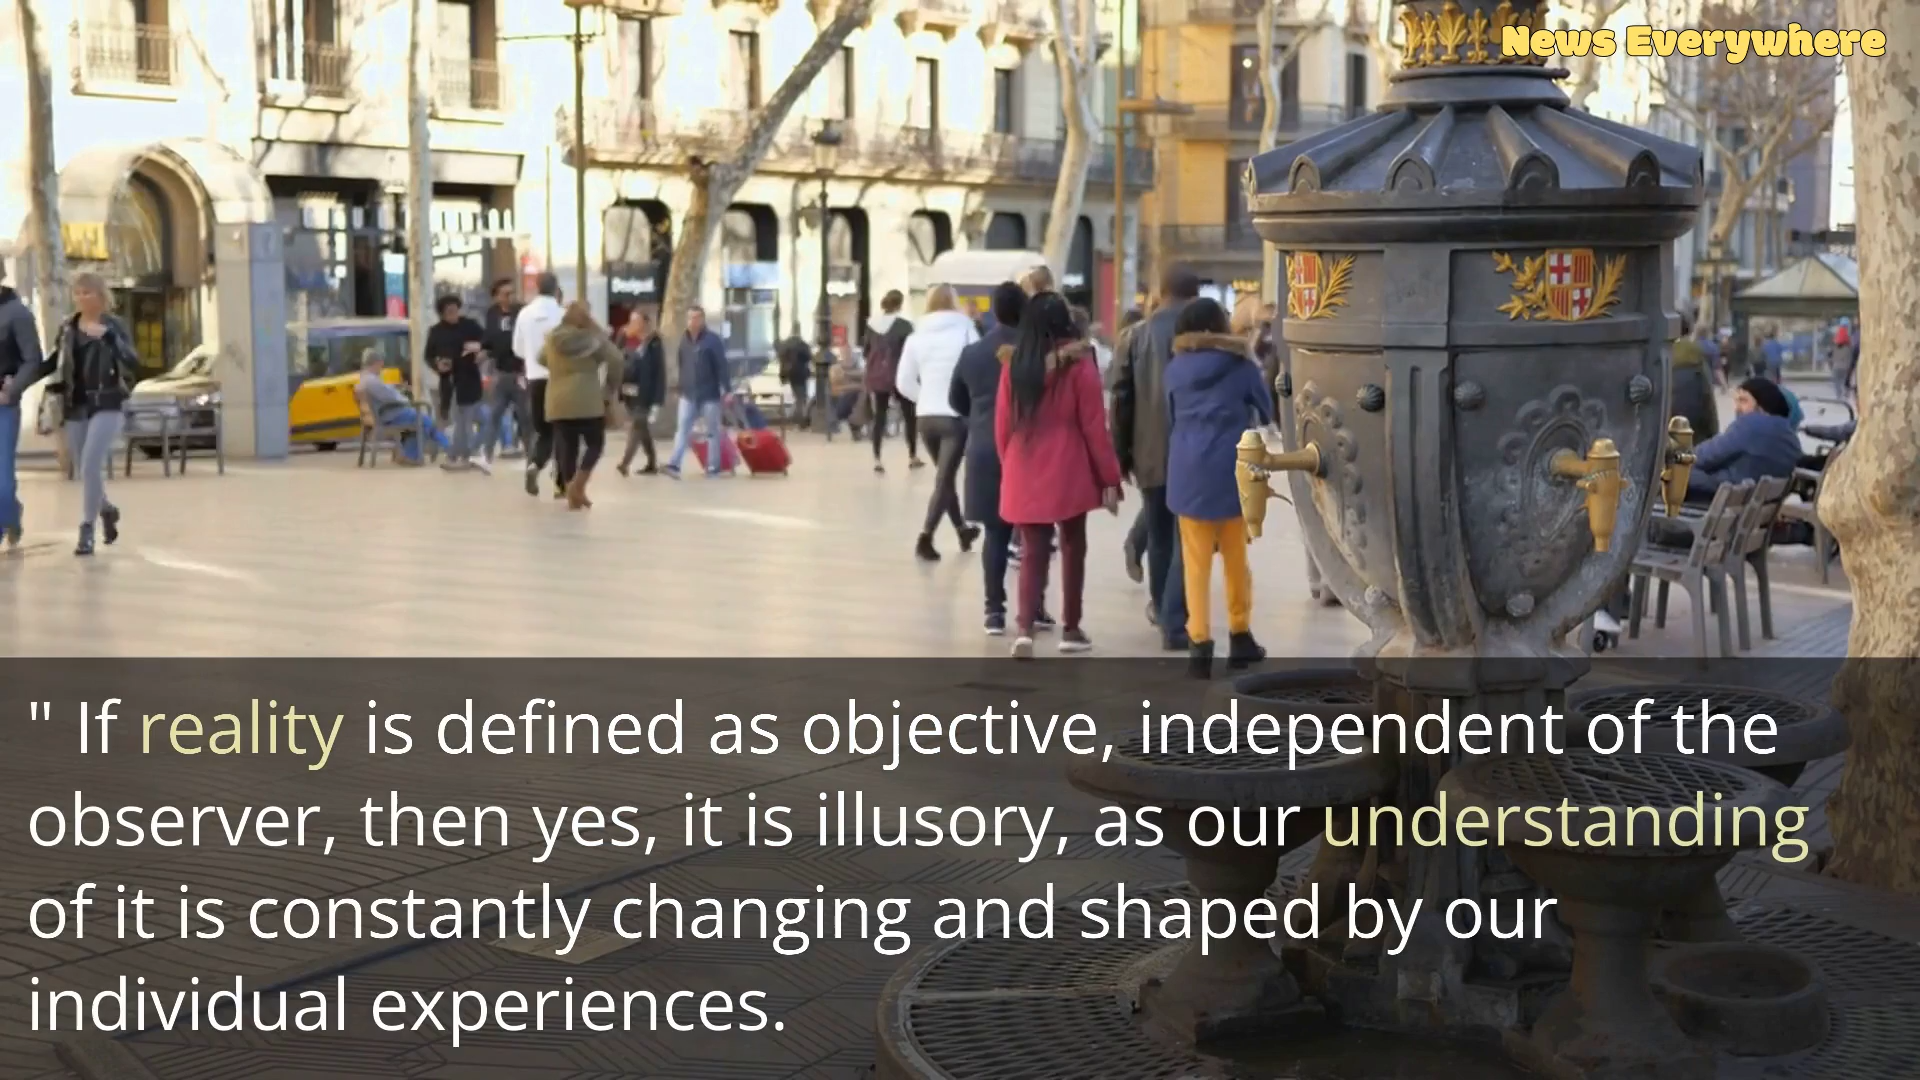 News Everywhere
Desigual
" If reality is defined as objective, independent of the
observer, then yes, it is illusory, as our understanding
of it is constantly changing and shaped by our
individual experiences.